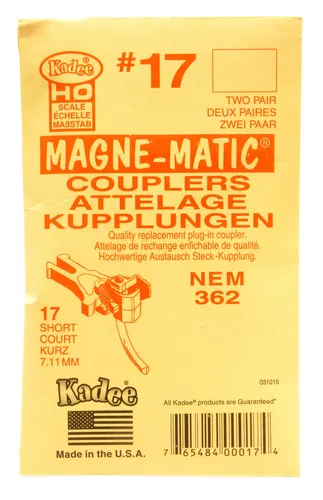 Kadee®
#17
HO
SCALE
ÉCHELLE
MAßSTAB
TWO PAIR
DEUX PAIRES
ZWEI PAAR
MAGNE-MATIC®
COUPLERS
ATTELAGE
KUPPLUNGEN
Quality replacement plug-in coupler.
Attelage de rechange enfichable de qualité.
Hochwertige Austausch Steck-Kupplung.
NEM
362
17
SHORT
COURT
KURZ
7.11MM
Kadee®
031015
All Kadee® products are Guaranteed"
Made in the U.S.A.
7 65484 00017 4